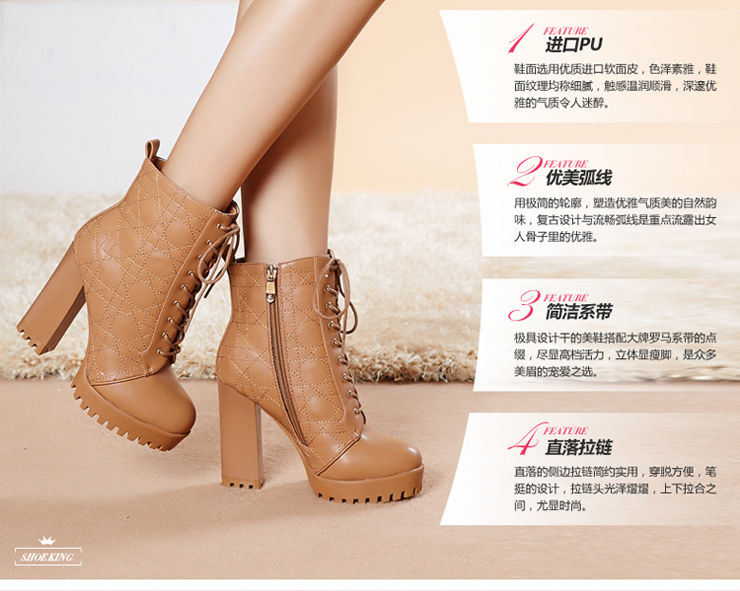 1 FEATURE
进口PU
鞋面选用优质进口软面皮，色泽素雅，鞋
面纹理均称细腻，触感温润顺滑，深邃优
雅的气质令人迷醉。
2 FEATURE
优美弧线
用极简的轮廓，塑造优雅气质美的自然韵
味，复古设计与流畅弧线是重点流露出女
人骨子里的优雅。
3 FEATURE
简洁系带
极具设计干的美鞋搭配大牌罗马系带的点
缀，尽显高档活力，立体显瘦脚，是众多
美眉的宠爱之选。
4 FEATURE
直落拉链
直落的侧边拉链简约实用，穿脱方便，笔
挺的设计，拉链头光泽熠熠，上下拉合之
间，尤显时尚。
SHOEKING